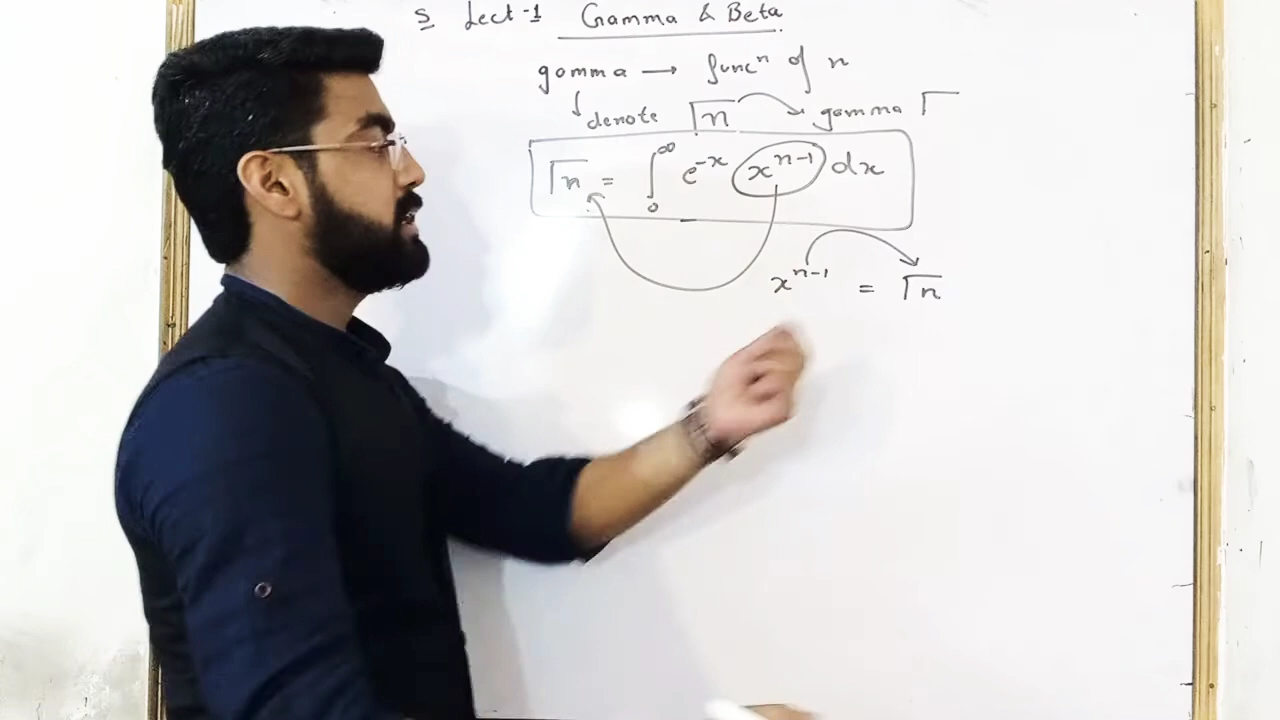 S Lect-1 Gamma & Beta
gamma → funcⁿ of n
↓ denote Γn → gamma Γ
Γn = ∫₀^∞ e^-x x^n-1 dx
x^n-1 = Γn